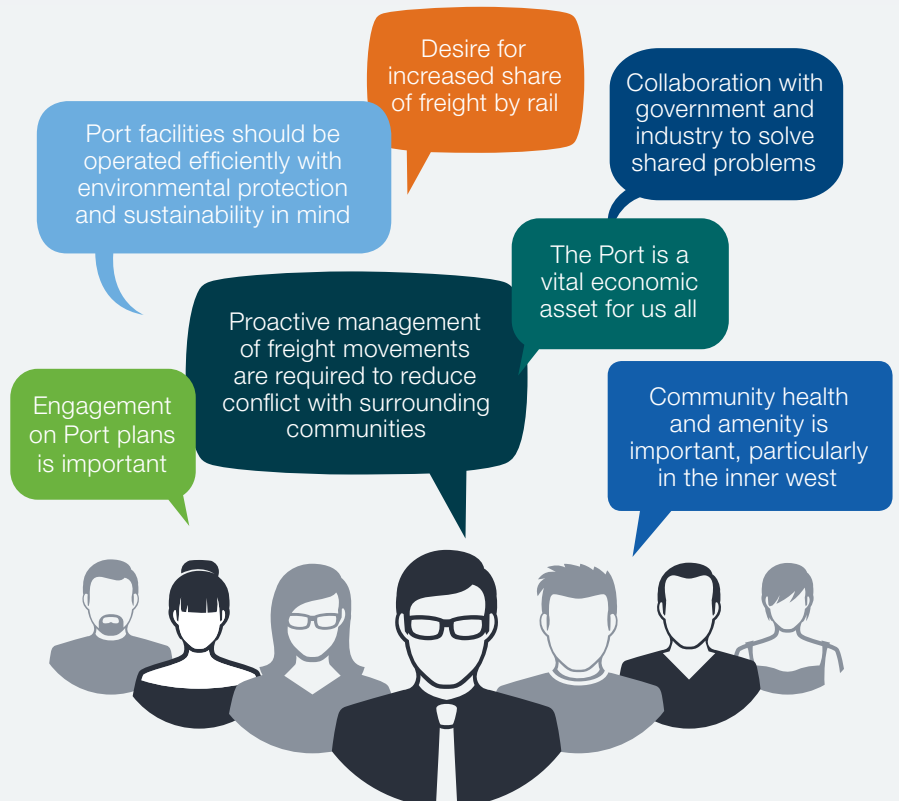 Desire for
increased share
of freight by rail
Collaboration with
government and
industry to solve
shared problems
Port facilities should be
operated efficiently with
environmental protection
and sustainability in mind
The Port is a
vital economic
asset for us all
Proactive management
of freight movements
are required to reduce
conflict with surrounding
communities
Engagement
on Port plans
is important
Community health
and amenity is
important, particularly
in the inner west